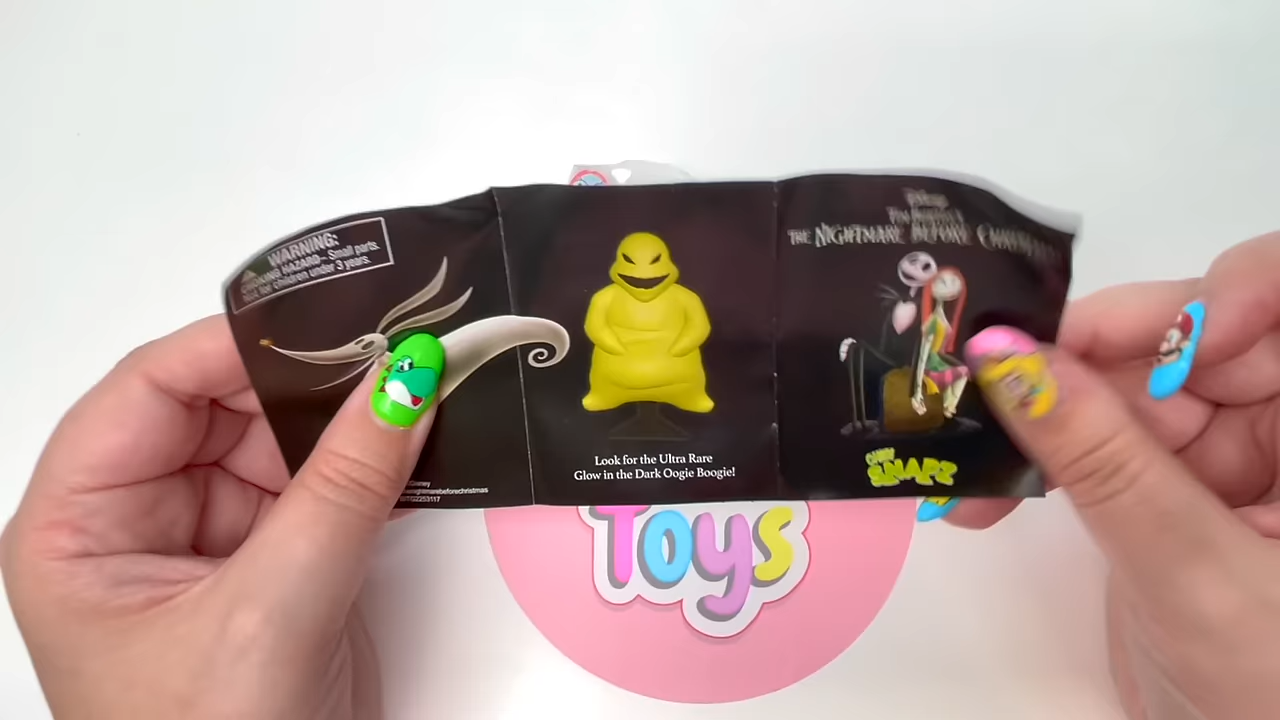 WARNING:
CHOKING HAZARD– Small parts.
Not for children under 3 years.
Look for the Ultra Rare
Glow in the Dark Oogie Boogie!
THE NIGHTMARE BEFORE CHRISTMAS
SNAPZ
Toys